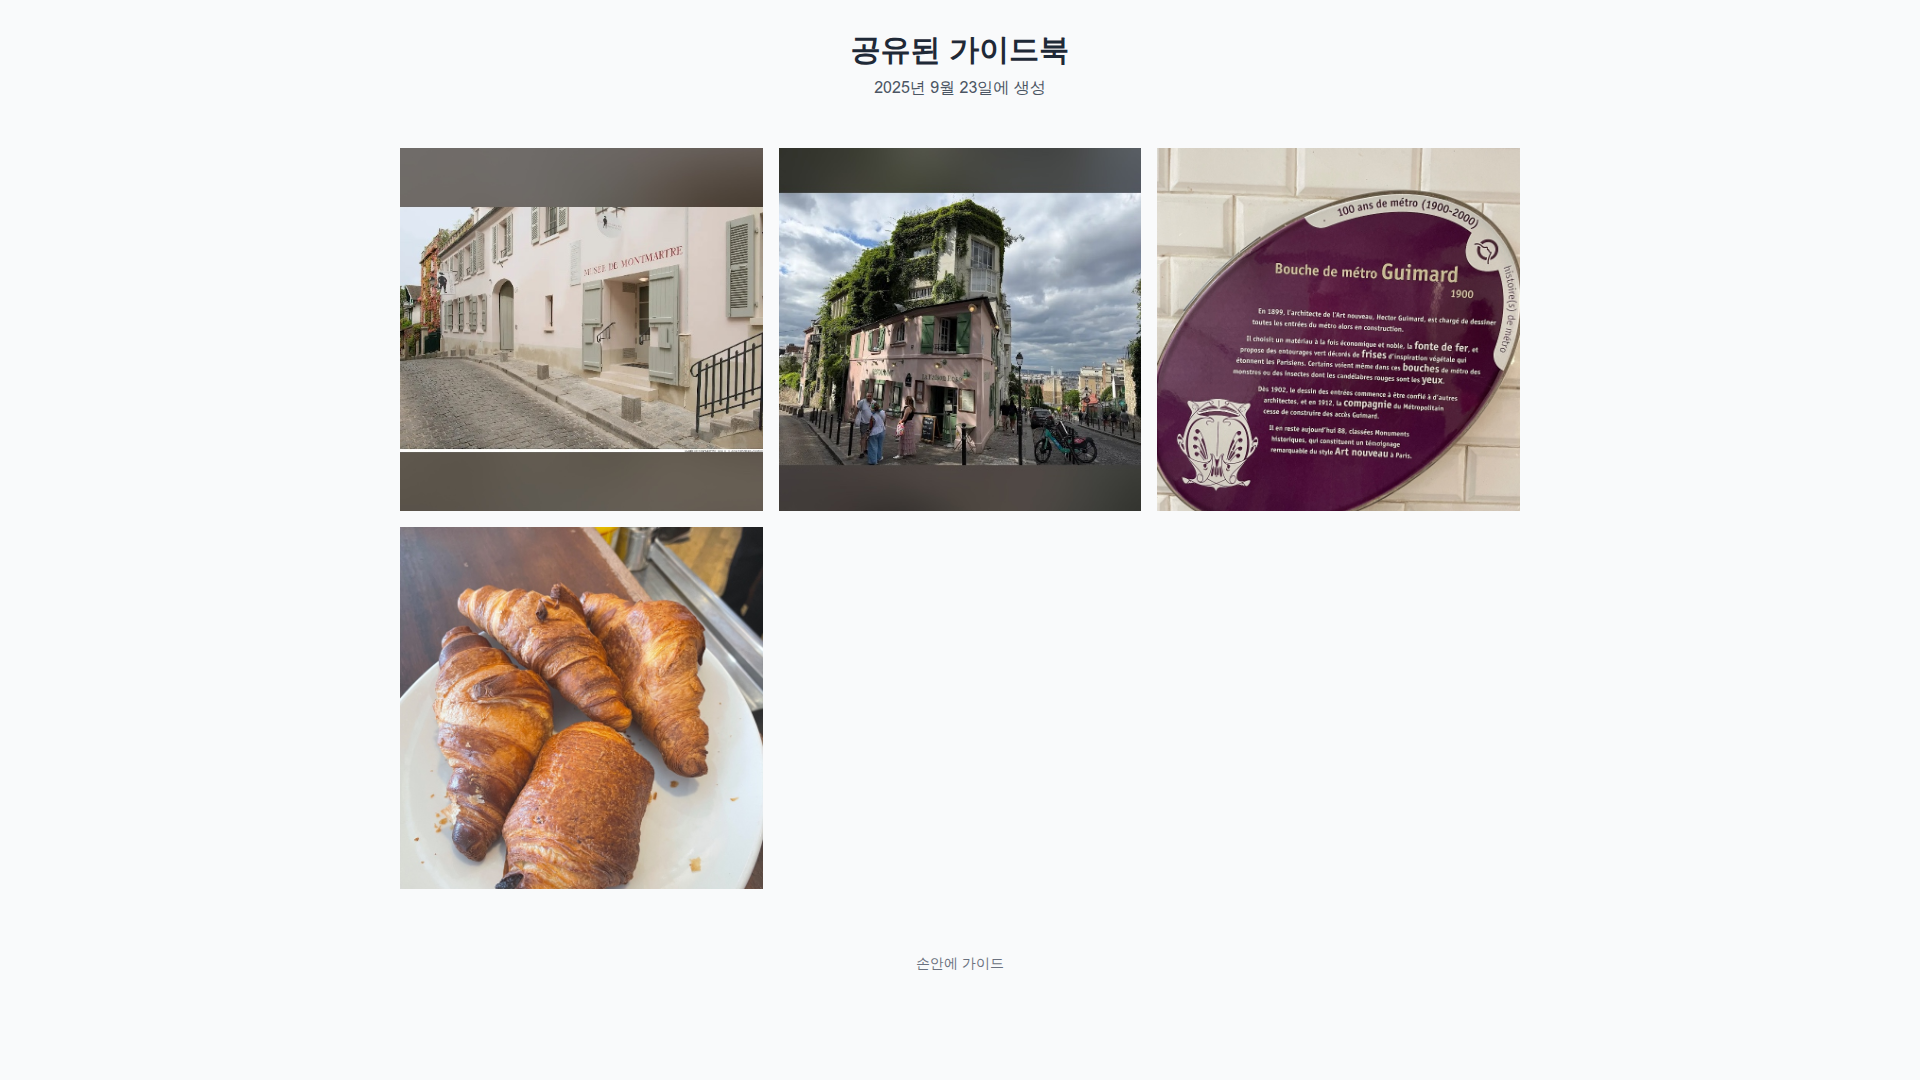 공유된 가이드북
2025년 9월 23일에 생성
MUSÉE DE MONTMARTRE
100 ans de métro (1900-2000)
histoire(s) de métro
Bouche de métro Guimard
1900
En 1899, l'architecte de l'Art nouveau, Hector Guimard, est chargé de dessiner
toutes les entrées du métro alors en construction.
Il choisit un matériau à la fois économique et noble, la fonte de fer, et
propose des entourages vert décorés de frises d'inspiration végétale qui
étonnent les Parisiens. Certains voient même dans ces bouches de métro des
monstres ou des insectes dont les candélabres rouges sont les yeux.
Dès 1902, le dessin des entrées commence à être confié à d'autres
architectes, et en 1912, la compagnie du Métropolitain
cesse de construire des accès Guimard.
Il en reste aujourd'hui 88, classées Monuments
historiques, qui constituent un témoignage
remarquable du style Art nouveau à Paris.
손안에 가이드